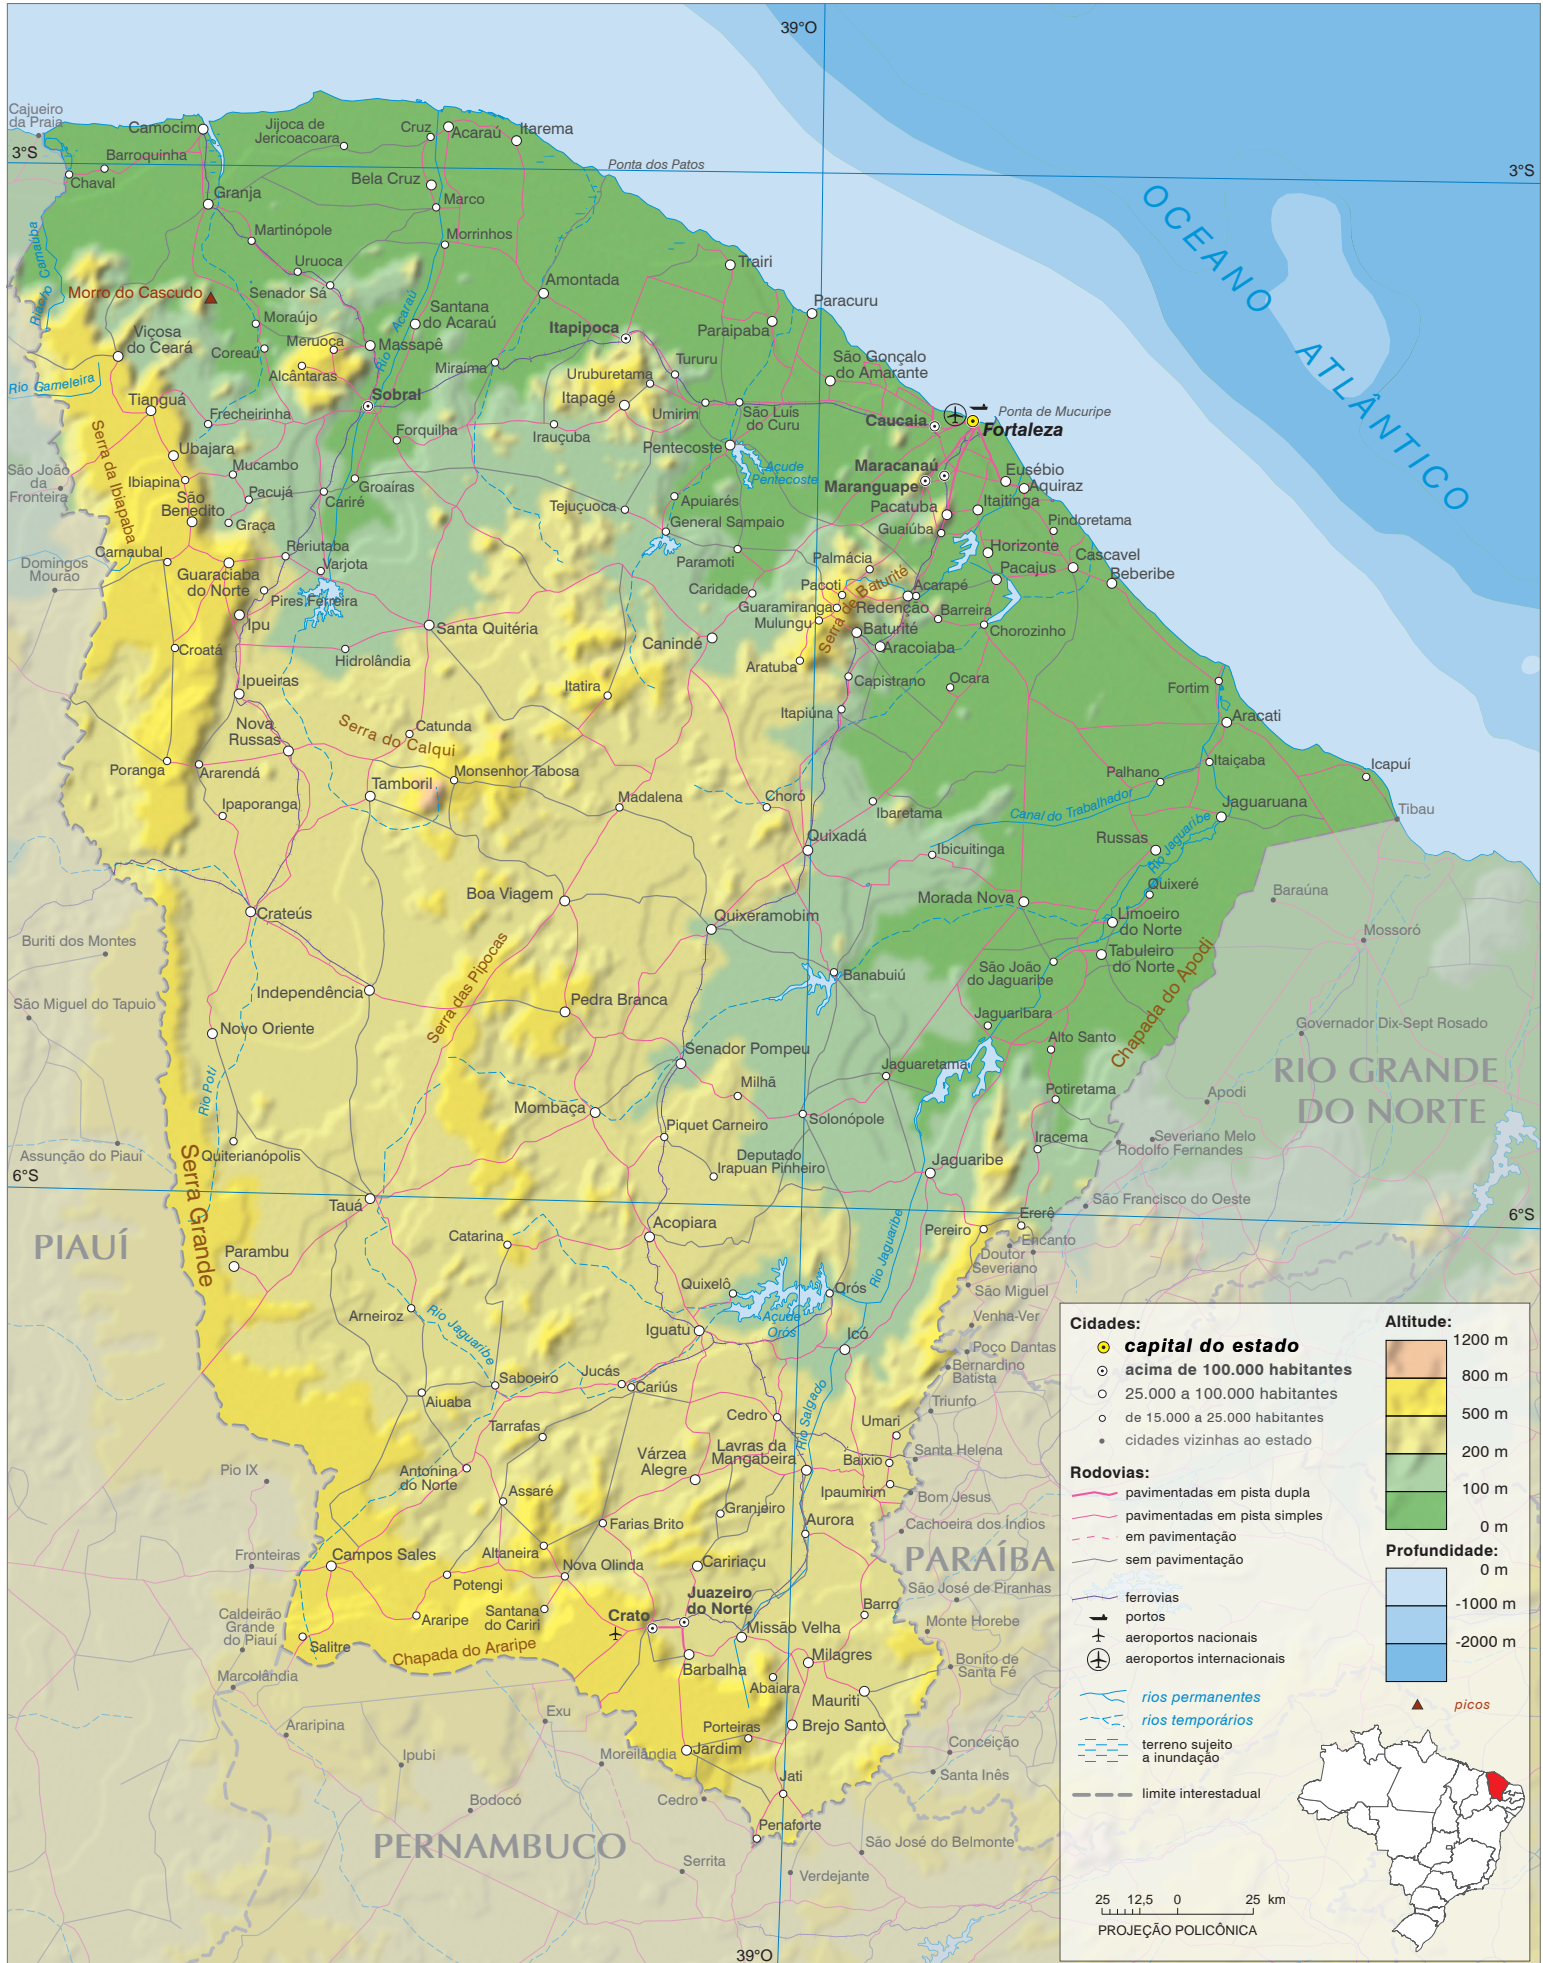 39°O
Cajueiro
da Praia
Camocim
Jijoca de
Jericoacoara
Cruz
Acaraú
Itarema
3°S
Barroquinha
Ponta dos Patos
3°S
Chaval
Bela Cruz
Granja
Marco
OCEANO ATLÂNTICO
Martinópole
Morrinhos
Riacho Camaúba
Uruoca
Trairi
Amontada
Morro do Cascudo
Senador Sá
Rio Acaraú
Santana
do Acaraú
Paracuru
Moraújo
Itapipoca
Paraipaba
Viçosa
do Ceará
Meruoca
Massapê
Coreaú
Tururu
São Gonçalo
do Amarante
Alcântaras
Miraíma
Uruburetama
Rio Gameleira
Sobral
Itapagé
Tianguá
Frecheirinha
Umirim
São Luis
do Curu
Ponta de Mucuripe
Caucaia
Fortaleza
Serra da Ibiapaba
Forquilha
Irauçuba
Ubajara
Pentecoste
São João
da
Fronteira
Mucambo
Açude
Pentecoste
Maracanaú
Eusébio
Ibiapina
Groaíras
Maranguape
Aquiraz
São
Benedito
Pacujá
Cariré
Tejuçuoca
Apuiarés
Pacatuba
Itaitinga
Graça
General Sampaio
Guaiúba
Pindoretama
Carnaubal
Reriutaba
Horizonte
Cascavel
Domingos
Mourão
Guaraciaba
do Norte
Varjota
Paramoti
Palmácia
Pacajus
Beberibe
Pires Ferreira
Caridade
Pacoti
Acarapé
Serra de Baturité
Guaramiranga
Redenção
Barreira
Ipu
Mulungu
Santa Quitéria
Canindé
Baturité
Chorozinho
Croatá
Hidrolândia
Aratuba
Aracoiaba
Ipueiras
Itatira
Capistrano
Ocara
Fortim
Nova
Russas
Serra do Calqui
Catunda
Itapiúna
Aracati
Poranga
Ararendá
Monsenhor Tabosa
Itaiçaba
Icapuí
Tamboril
Palhano
Ipaporanga
Madalena
Choró
Ibaretama
Canal do Trabalhador
Jaguaruana
Tibau
Quixadá
Russas
Ibicuitinga
Rio Jaguaribe
Boa Viagem
Quixeré
Baraúna
Crateús
Quixeramobim
Morada Nova
Limoeiro
do Norte
Buriti dos Montes
Mossoró
Serra das Pipocas
Banabuiú
São João
do Jaguaribe
Tabuleiro
do Norte
São Miguel do Tapuio
Independência
Pedra Branca
Chapada do Apodi
Novo Oriente
Jaguaribara
Governador Dix-Sept Rosado
Senador Pompeu
Alto Santo
Rio Poti
Jaguaretama
RIO GRANDE
DO NORTE
Milhã
Potiretama
Apodi
Mombaça
Solonópole
Piquet Carneiro
Iracema
Severiano Melo
Assunção do Piauí
Quiterianópolis
Deputado
Irapuan Pinheiro
Rodolfo Fernandes
Jaguaribe
6°S
Serra Grande
Tauá
São Francisco do Oeste
6°S
PIAUÍ
Acopiara
Ererê
Catarina
Pereiro
Encanto
Parambu
Doutor
Severiano
Rio Jaguaribe
Quixelô
Orós
São Miguel
Arneiroz
Rio Jaguaribe
Açude
Orós
Venha-Ver
Iguatu
Icó
Poço Dantas
Bernardino
Batista
Saboeiro
Jucás
Cariús
Aiuaba
Rio Salgado
Triunfo
Tarrafas
Cedro
Umari
Várzea
Alegre
Lavras da
Mangabeira
Santa Helena
Pio IX
Antonina
do Norte
Baixio
Assaré
Ipaumirim
Bom Jesus
Granjeiro
Farias Brito
Aurora
Cachoeira dos Índios
Fronteiras
Campos Sales
Altaneira
Nova Olinda
Caririaçu
PARAÍBA
Potengi
São José de Piranhas
Juazeiro
do Norte
Caldeirão
Grande
do Piauí
Araripe
Santana
do Cariri
Crato
Barro
Monte Horebe
Salitre
Missão Velha
Chapada do Araripe
Milagres
Bonito de
Santa Fé
Marcolândia
Barbalha
Abaiara
Mauriti
Araripina
Exu
Porteiras
Brejo Santo
Ipubi
Moreilândia
Jardim
Conceição
Jati
Santa Inês
Bodocó
Cedro
PERNAMBUCO
Penaforte
São José do Belmonte
Serrita
Verdejante
39°O
Cidades:
capital do estado
acima de 100.000 habitantes
25.000 a 100.000 habitantes
de 15.000 a 25.000 habitantes
cidades vizinhas ao estado
Rodovias:
pavimentadas em pista dupla
pavimentadas em pista simples
em pavimentação
sem pavimentação
ferrovias
portos
aeroportos nacionais
aeroportos internacionais
rios permanentes
rios temporários
terreno sujeito
a inundação
limite interestadual
Altitude:
1200 m
800 m
500 m
200 m
100 m
0 m
Profundidade:
0 m
-1000 m
-2000 m
picos
25 12,5 0 25 km
PROJEÇÃO POLICÔNICA